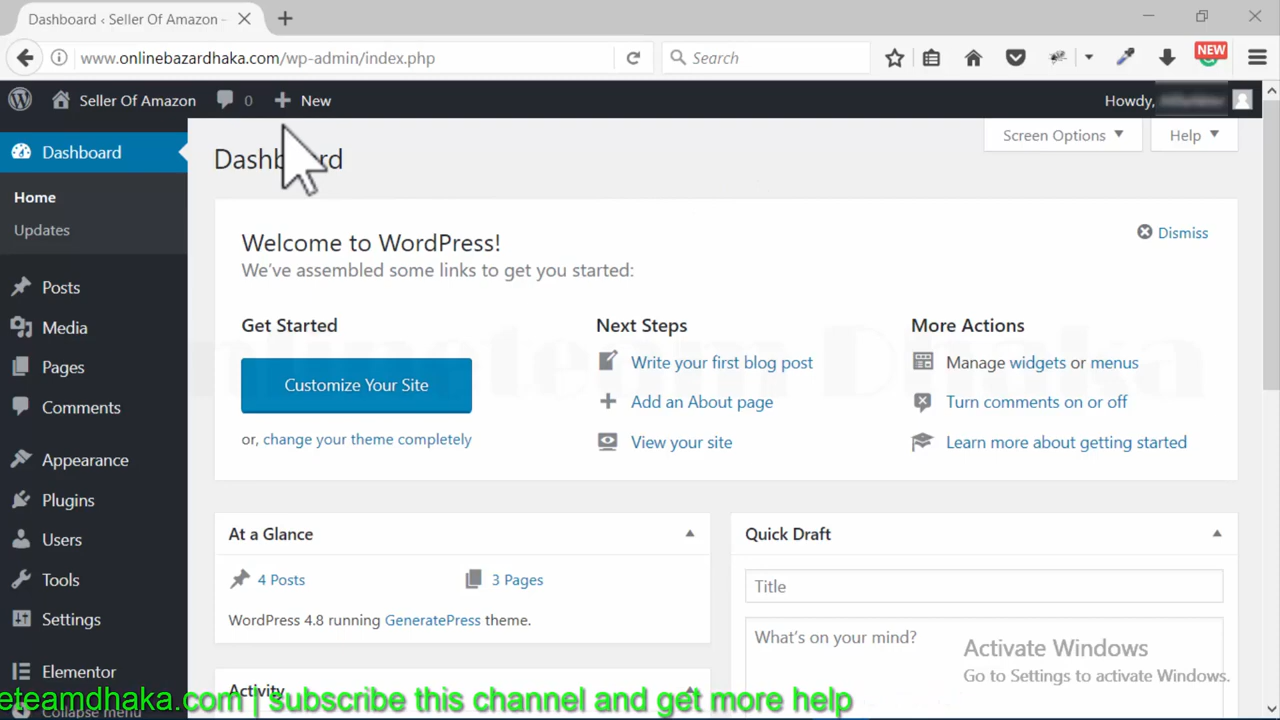 Dashboard ‹ Seller Of Amazon -
www.onlinebazardhaka.com/wp-admin/index.php
Search
NEW
Seller Of Amazon
0
New
Howdy,
Dashboard
Screen Options
Help
Dashboard
Home
Updates
Posts
Media
Pages
Comments
Appearance
Plugins
Users
Tools
Settings
Elementor
Collapse menu
Welcome to WordPress!
Dismiss
We've assembled some links to get you started:
Get Started
Customize Your Site
or, change your theme completely
Next Steps
Write your first blog post
Add an About page
View your site
More Actions
Manage widgets or menus
Turn comments on or off
Learn more about getting started
At a Glance
4 Posts
3 Pages
WordPress 4.8 running GeneratePress theme.
Activity
Quick Draft
Title
What's on your mind?
Activate Windows
Go to Settings to activate Windows.
nlineteam Dhaka
eteamdhaka.com | subscribe this channel and get more help